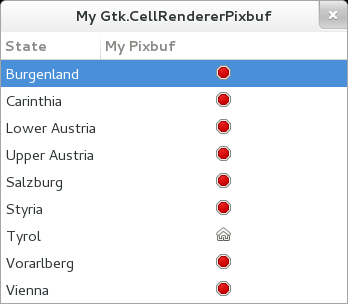 My Gtk.CellRendererPixbuf
State My Pixbuf
Burgenland
Carinthia
Lower Austria
Upper Austria
Salzburg
Styria
Tyrol
Vorarlberg
Vienna